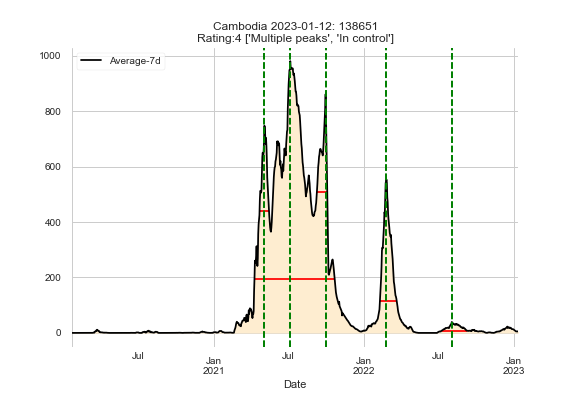 Cambodia 2023-01-12: 138651
Rating:4 ['Multiple peaks', 'In control']
Average-7d
1000
800
600
400
200
0
Jul
Jan
2021
Jul
Jan
2022
Jul
Jan
2023
Date